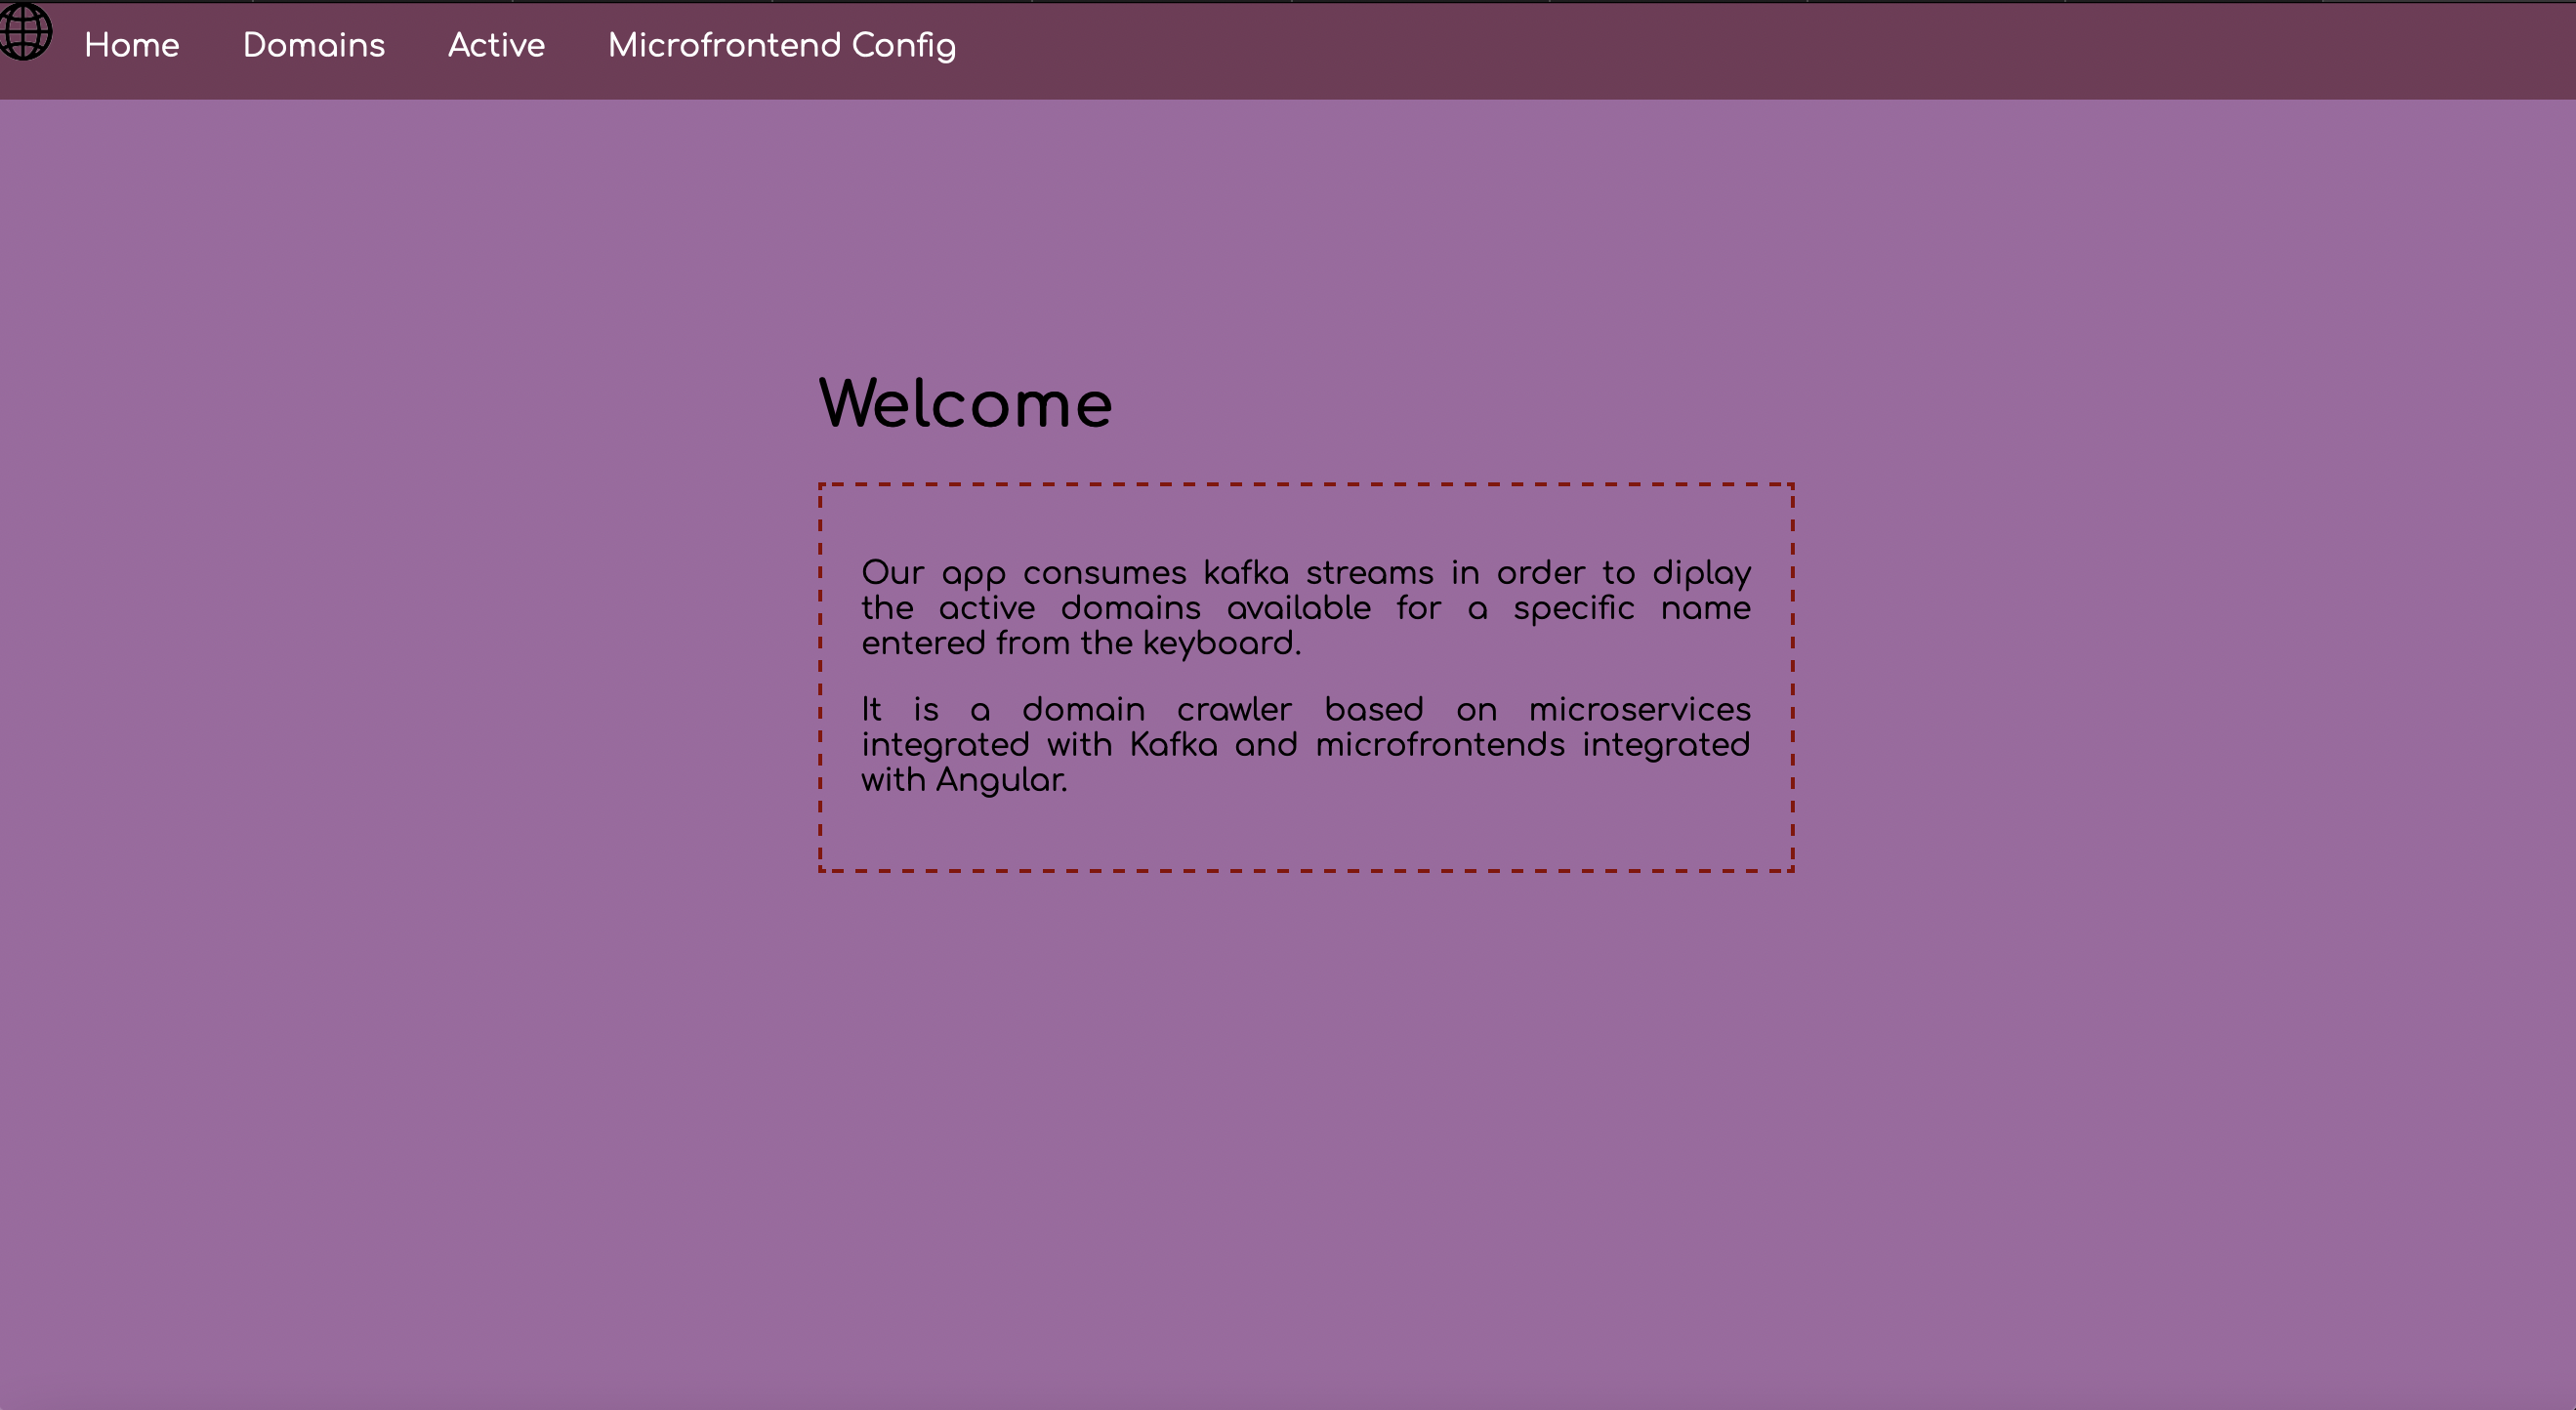 Home Domains Active Microfrontend Config
Welcome
Our app consumes kafka streams in order to diplay
the active domains available for a specific name
entered from the keyboard.
It is a domain crawler based on microservices
integrated with Kafka and microfrontends integrated
with Angular.